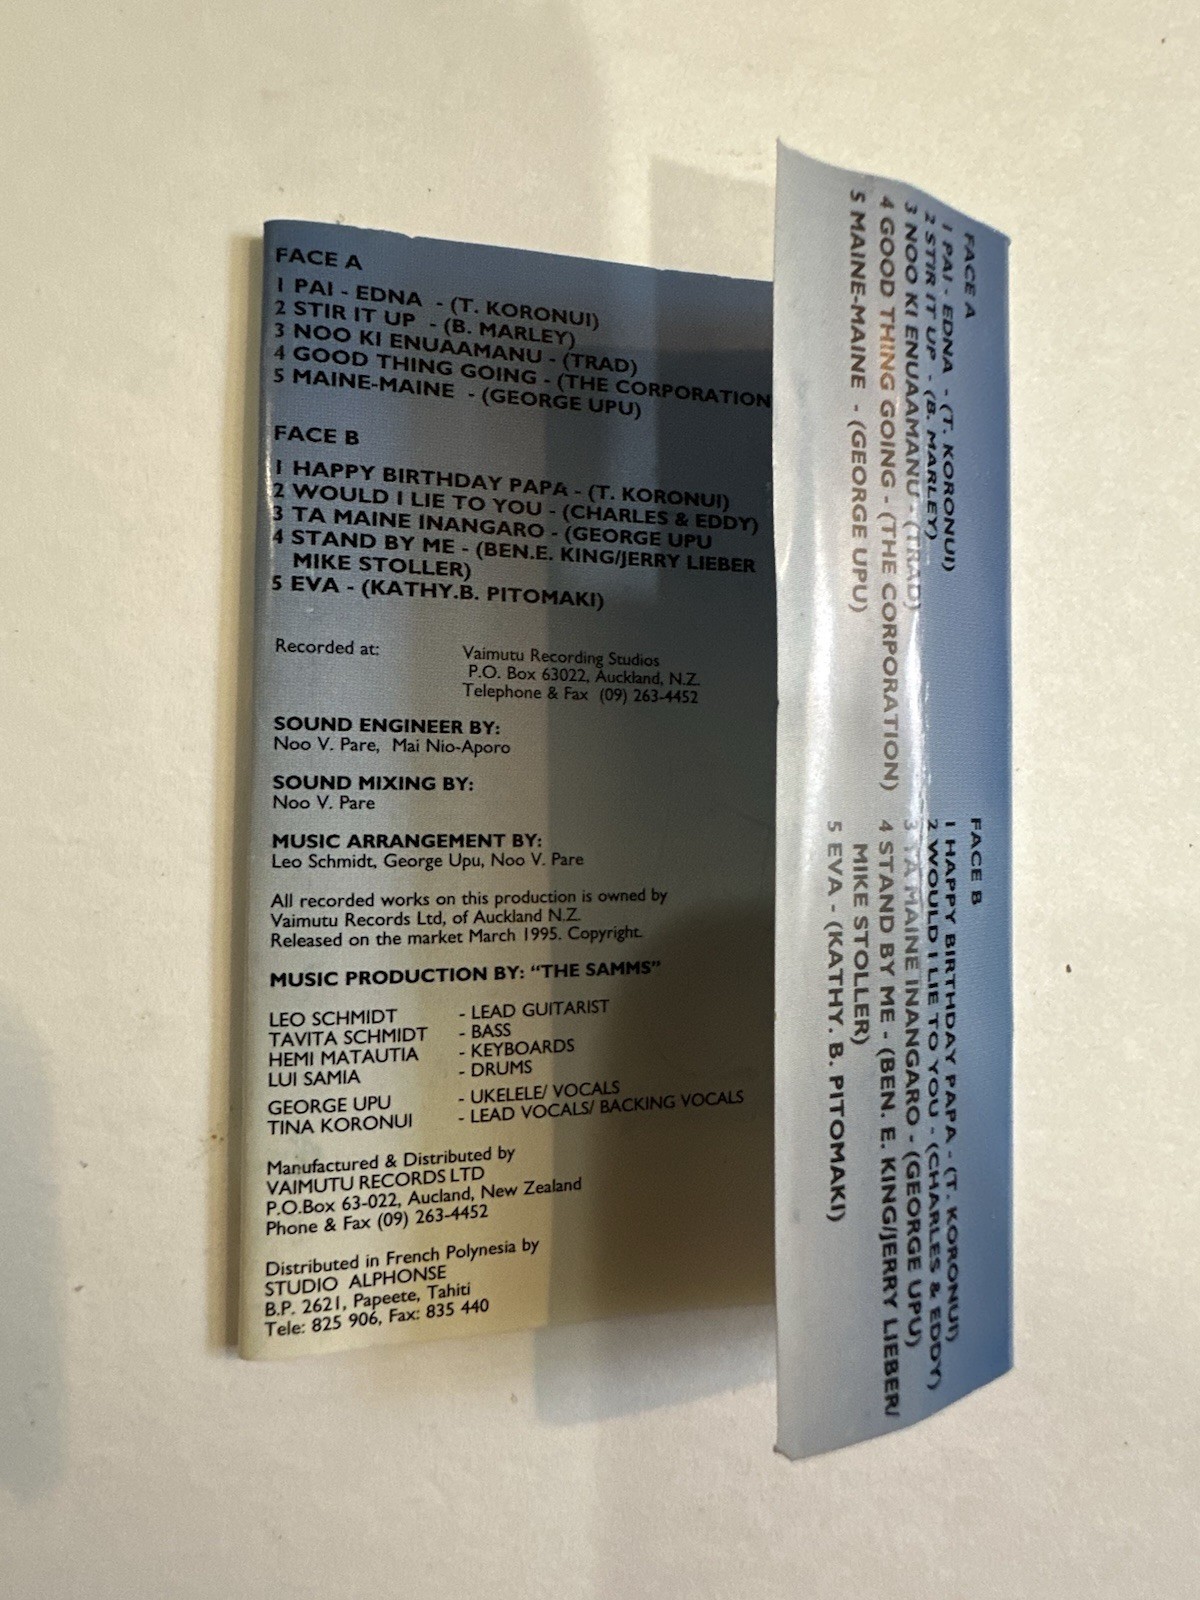 FACE A
1 PAI - EDNA - (T. KORONUI)
2 STIR IT UP - (B. MARLEY)
3 NOO KI ENUAAMANU - (TRAD)
4 GOOD THING GOING - (THE CORPORATION
5 MAINE-MAINE - (GEORGE UPU)
FACE B
1 HAPPY BIRTHDAY PAPA - (T. KORONUI)
2 WOULD I LIE TO YOU - (CHARLES & EDDY)
3 TA MAINE INANGARO - (GEORGE UPU
4 STAND BY ME - (BEN.E. KING/JERRY LIEBER
MIKE STOLLER)
5 EVA - (KATHY.B. PITOMAKI)
Recorded at: Vaimutu Recording Studios
P.O. Box 63022, Auckland, N.Z.
Telephone & Fax (09) 263-4452
SOUND ENGINEER BY:
Noo V. Pare, Mai Nio-Aporo
SOUND MIXING BY:
Noo V. Pare
MUSIC ARRANGEMENT BY:
Leo Schmidt, George Upu, Noo V. Pare
All recorded works on this production is owned by
Vaimutu Records Ltd, of Auckland N.Z.
Released on the market March 1995. Copyright.
MUSIC PRODUCTION BY: “THE SAMMS”
LEO SCHMIDT - LEAD GUITARIST
TAVITA SCHMIDT - BASS
HEMI MATAUTIA - KEYBOARDS
LUI SAMIA - DRUMS
GEORGE UPU - UKELELE/ VOCALS
TINA KORONUI - LEAD VOCALS/ BACKING VOCALS
Manufactured & Distributed by
VAIMUTU RECORDS LTD
P.O.Box 63-022, Aucland, New Zealand
Phone & Fax (09) 263-4452
Distributed in French Polynesia by
STUDIO ALPHONSE
B.P. 2621, Papeete, Tahiti
Tele: 825 906, Fax: 835 440
FACE A
1 PAI - EDNA - (T. KORONUI)
2 STIR IT UP - (B. MARLEY)
3 NOO KI ENUAAMANU - (TRAD)
4 GOOD THING GOING - (THE CORPORATION)
5 MAINE-MAINE - (GEORGE UPU)
FACE B
1 HAPPY BIRTHDAY PAPA - (T. KORONUI)
2 WOULD I LIE TO YOU - (CHARLES & EDDY)
3 TA MAINE INANGARO - (GEORGE UPU)
4 STAND BY ME - (BEN. E. KING/JERRY LIEBER/
MIKE STOLLER)
5 EVA - (KATHY. B. PITOMAKI)